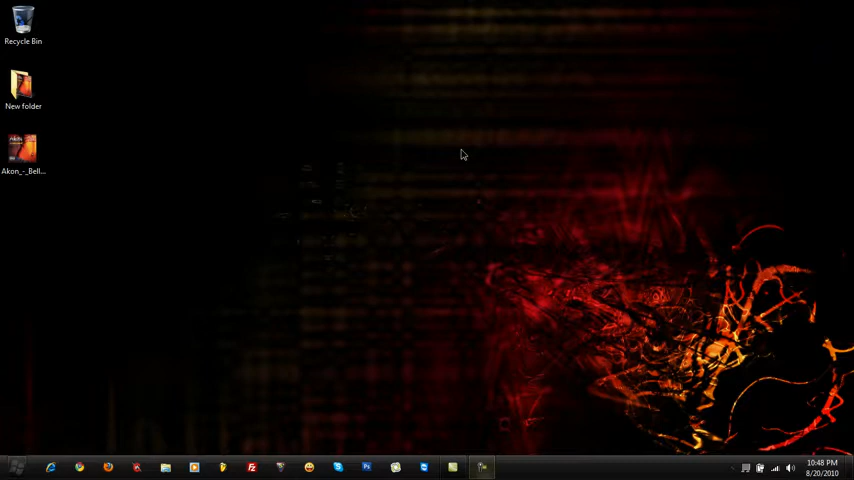 Recycle Bin
New folder
Akon_-_Bell...
10:48 PM
8/20/2010